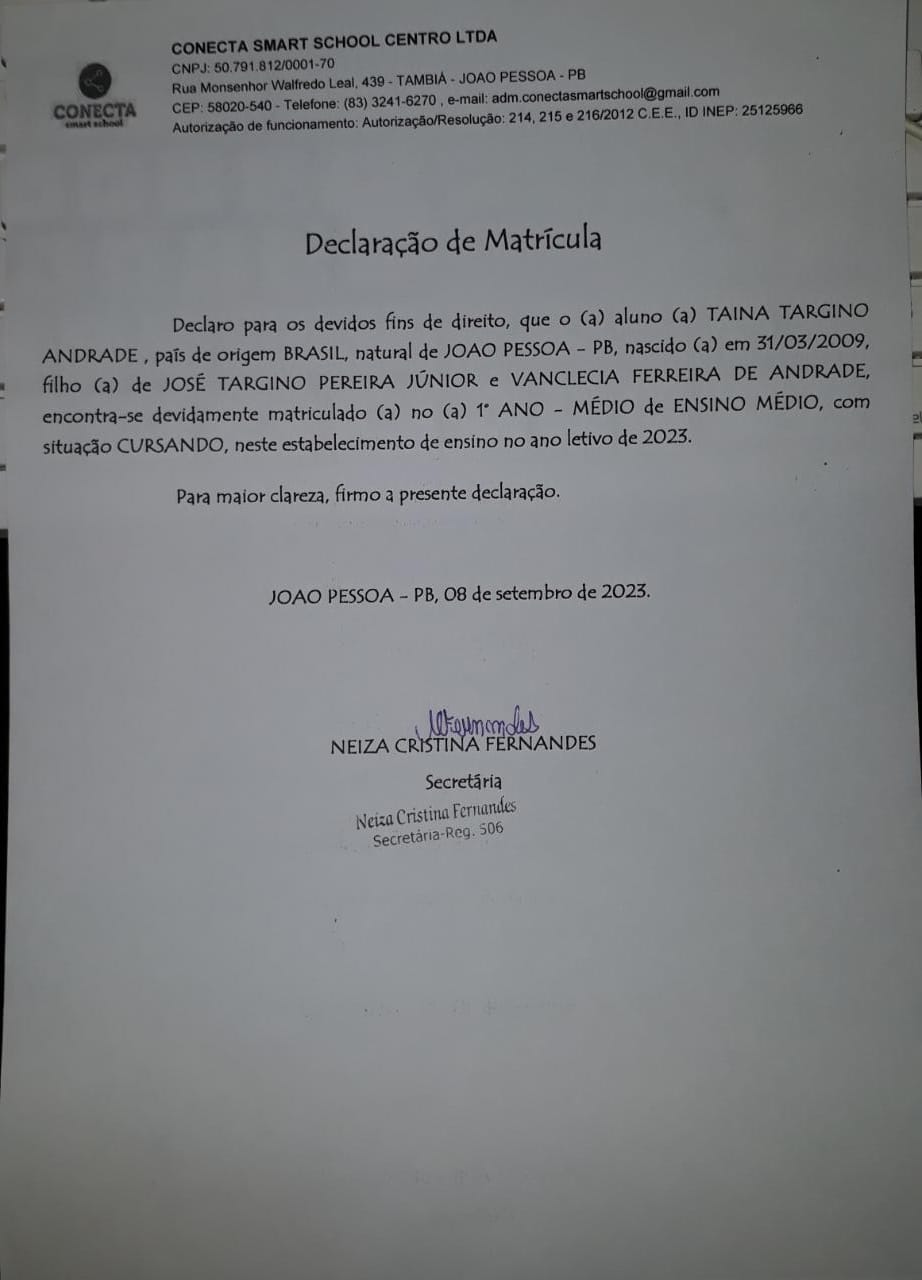 CONECTA SMART SCHOOL CENTRO LTDA
CNPJ: 50.791.812/0001-70
Rua Monsenhor Walfredo Leal, 439 - TAMBIÁ - JOAO PESSOA - PB
CEP: 58020-540 - Telefone: (83) 3241-6270 , e-mail: adm.conectasmartschool@gmail.com
Autorização de funcionamento: Autorização/Resolução: 214, 215 e 216/2012 C.E.E., ID INEP: 25125966
CONECTA
smart school
Declaração de Matrícula
Declaro para os devidos fins de direito, que o (a) aluno (a) TAINA TARGINO
ANDRADE , país de origem BRASIL, natural de JOAO PESSOA - PB, nascido (a) em 31/03/2009,
filho (a) de JOSÉ TARGINO PEREIRA JÚNIOR e VANCLECIA FERREIRA DE ANDRADE,
encontra-se devidamente matriculado (a) no (a) 1° ANO - MÉDIO de ENSINO MÉDIO, com
situação CURSANDO, neste estabelecimento de ensino no ano letivo de 2023.
Para maior clareza, firmo a presente declaração.
JOAO PESSOA - PB, 08 de setembro de 2023.
NEIZA CRISTINA FERNANDES
Secretária
Neiza Cristina Fernandes
Secretária-Reg. 506